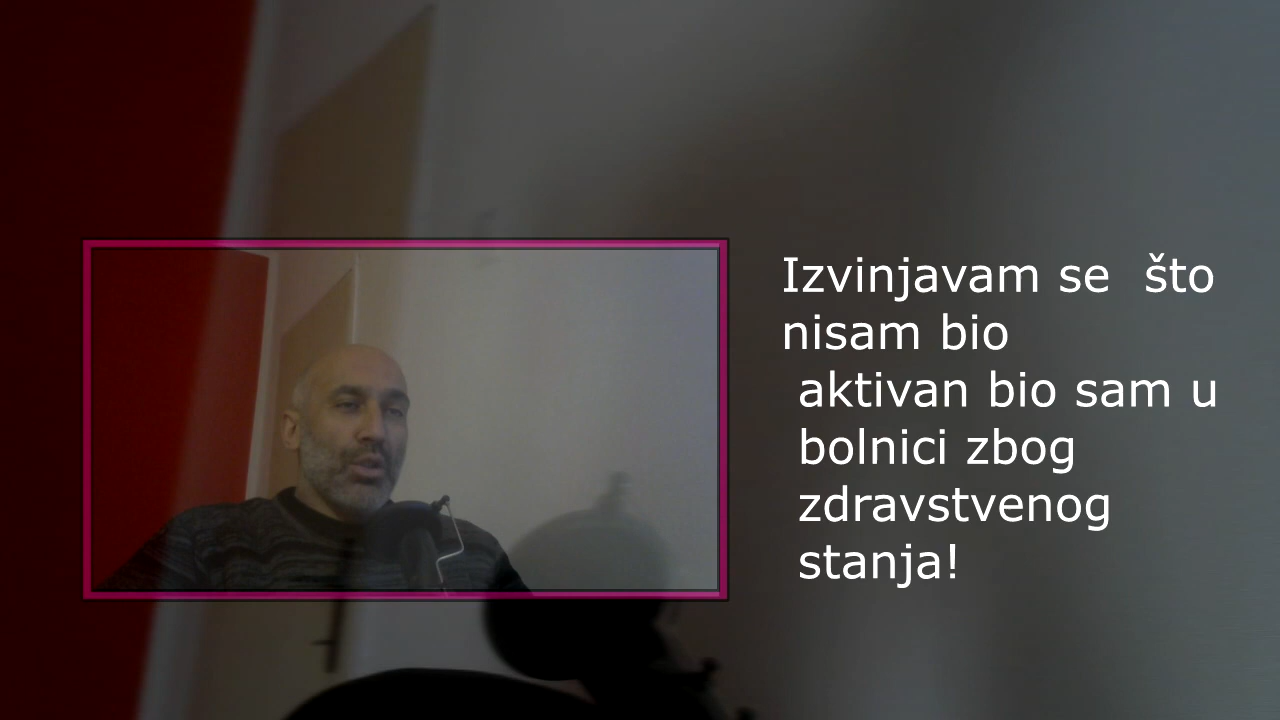 Izvinjavam se što
nisam bio
aktivan bio sam u
bolnici zbog
zdravstvenog
stanja!